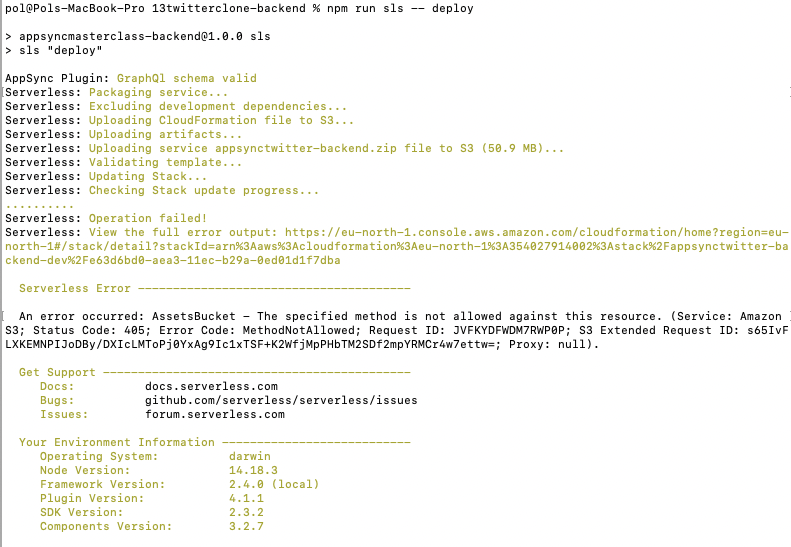 pol@Pols-MacBook-Pro 13twitterclone-backend % npm run sls -- deploy
> appsyncmasterclass-backend@1.0.0 sls
> sls "deploy"
AppSync Plugin: GraphQl schema valid
Serverless: Packaging service...
Serverless: Excluding development dependencies...
Serverless: Uploading CloudFormation file to S3...
Serverless: Uploading artifacts...
Serverless: Uploading service appsynctwitter-backend.zip file to S3 (50.9 MB)...
Serverless: Validating template...
Serverless: Updating Stack...
Serverless: Checking Stack update progress...
..........
Serverless: Operation failed!
Serverless: View the full error output: https://eu-north-1.console.aws.amazon.com/cloudformation/home?region=eu-
north-1#/stack/detail?stackId=arn%3Aaws%3Acloudformation%3Aeu-north-1%3A354027914002%3Astack%2Fappsynctwitter-ba
ckend-dev%2Fe63d6bd0-aea3-11ec-b29a-0ed01d1f7dba
Serverless Error ---------------------------------------
An error occurred: AssetsBucket - The specified method is not allowed against this resource. (Service: Amazon
S3; Status Code: 405; Error Code: MethodNotAllowed; Request ID: JVFKYDFWDM7RWP0P; S3 Extended Request ID: s65IvF
LXKEMNPIJoDBy/DXIcLMToPj0YxAg9Ic1xTSF+K2WfjMpPHbTM2SDf2mpYRMCr4w7ettw=; Proxy: null).
Get Support --------------------------------------------
Docs: docs.serverless.com
Bugs: github.com/serverless/serverless/issues
Issues: forum.serverless.com
Your Environment Information ---------------------------
Operating System: darwin
Node Version: 14.18.3
Framework Version: 2.4.0 (local)
Plugin Version: 4.1.1
SDK Version: 2.3.2
Components Version: 3.2.7